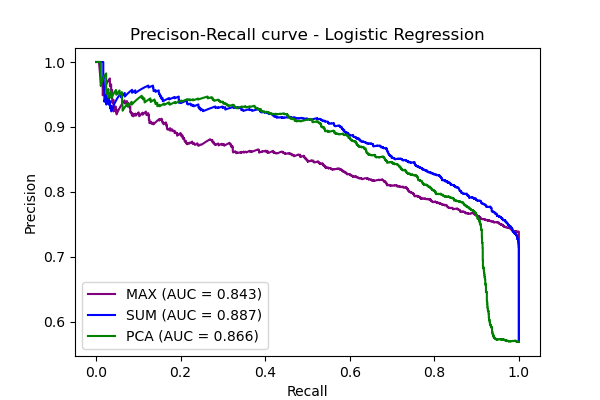 Precison-Recall curve - Logistic Regression
Precision
1.0
0.9
0.8
0.7
0.6
MAX (AUC = 0.843)
SUM (AUC = 0.887)
PCA (AUC = 0.866)
0.0 0.2 0.4 0.6 0.8 1.0
Recall